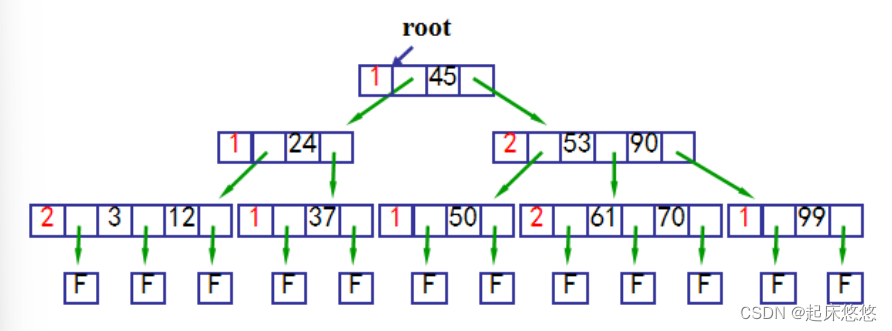 root
1 45
1 24 2 53 90
2 3 12 1 37 1 50 2 61 70 1 99
F F F F F F F F F F F F
CSDN @起床悠悠